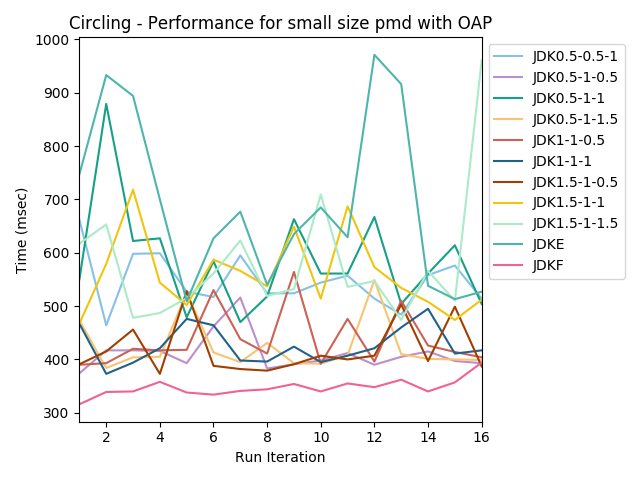 Circling - Performance for small size pmd with OAP
1000
900
800
700
600
500
400
300
Time (msec)
2
4
6
8
10
12
14
16
Run Iteration
JDK0.5-0.5-1
JDK0.5-1-0.5
JDK0.5-1-1
JDK0.5-1-1.5
JDK1-1-0.5
JDK1-1-1
JDK1.5-1-0.5
JDK1.5-1-1
JDK1.5-1-1.5
JDKE
JDKF